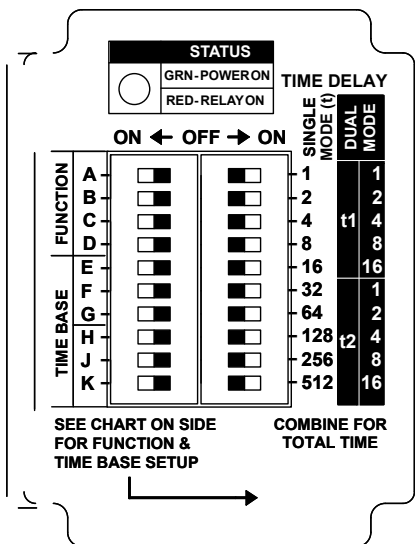 STATUS
GRN-POWER ON
RED-RELAY ON
TIME DELAY
ON ← OFF → ON
SINGLE MODE (t)
DUAL MODE
FUNCTION
A 1 1
B 2 2
C 4 t1 4
D 8 8
TIME BASE
E 16 16
F 32 1
G 64 2
H 128 t2 4
J 256 8
K 512 16
SEE CHART ON SIDE
FOR FUNCTION &
TIME BASE SETUP
COMBINE FOR
TOTAL TIME